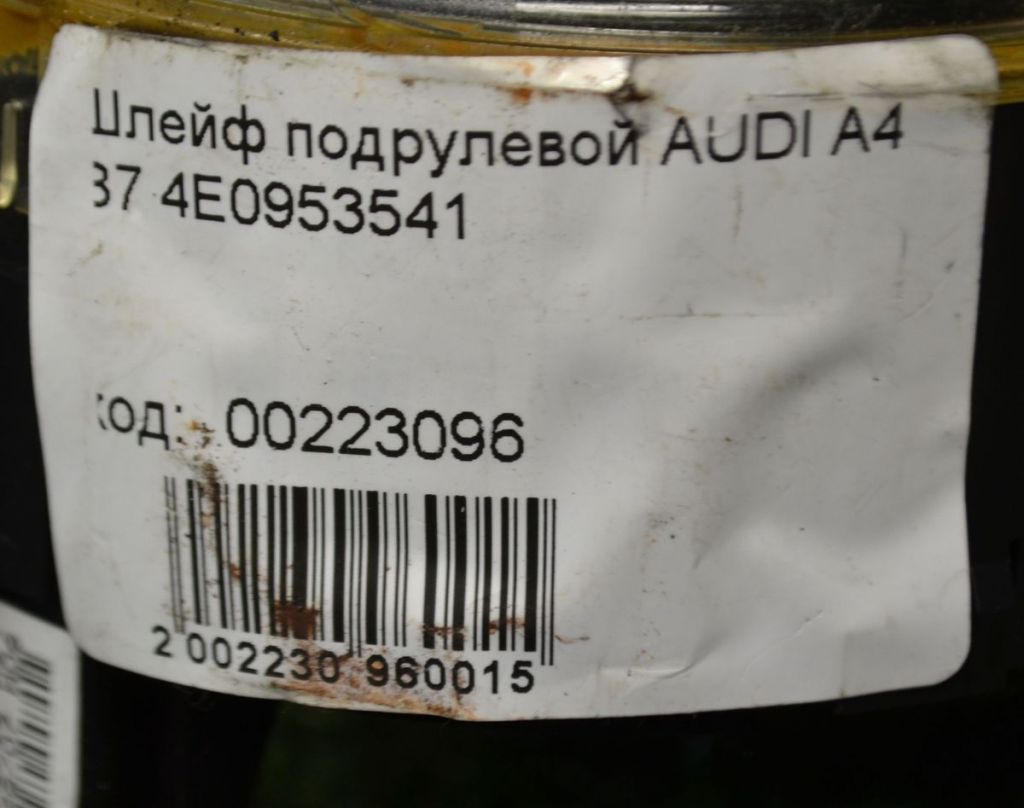 Шлейф подрулевой AUDI A4
B7 4E0953541
код: 00223096
2 002230 960015